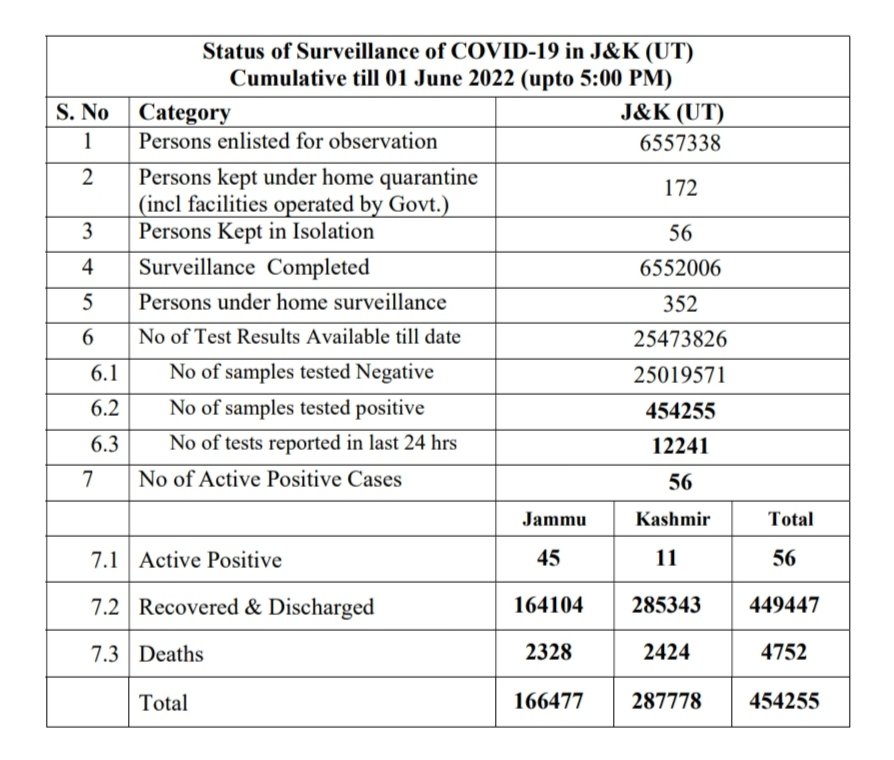 Status of Surveillance of COVID-19 in J&K (UT)
Cumulative till 01 June 2022 (upto 5:00 PM)
S. No Category J&K (UT)
1 Persons enlisted for observation 6557338
2 Persons kept under home quarantine
(incl facilities operated by Govt.) 172
3 Persons Kept in Isolation 56
4 Surveillance Completed 6552006
5 Persons under home surveillance 352
6 No of Test Results Available till date 25473826
6.1 No of samples tested Negative 25019571
6.2 No of samples tested positive 454255
6.3 No of tests reported in last 24 hrs 12241
7 No of Active Positive Cases 56
Jammu Kashmir Total
7.1 Active Positive 45 11 56
7.2 Recovered & Discharged 164104 285343 449447
7.3 Deaths 2328 2424 4752
Total 166477 287778 454255